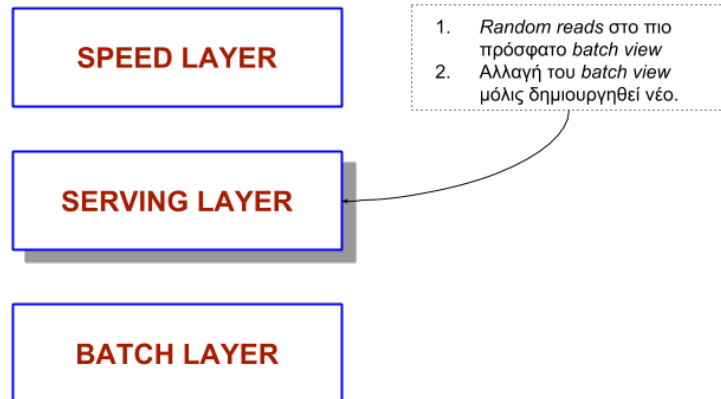 SPEED LAYER
1. Random reads στο πιο
πρόσφατο batch view
2. Αλλαγή του batch view
μόλις δημιουργηθεί νέο.
SERVING LAYER
BATCH LAYER